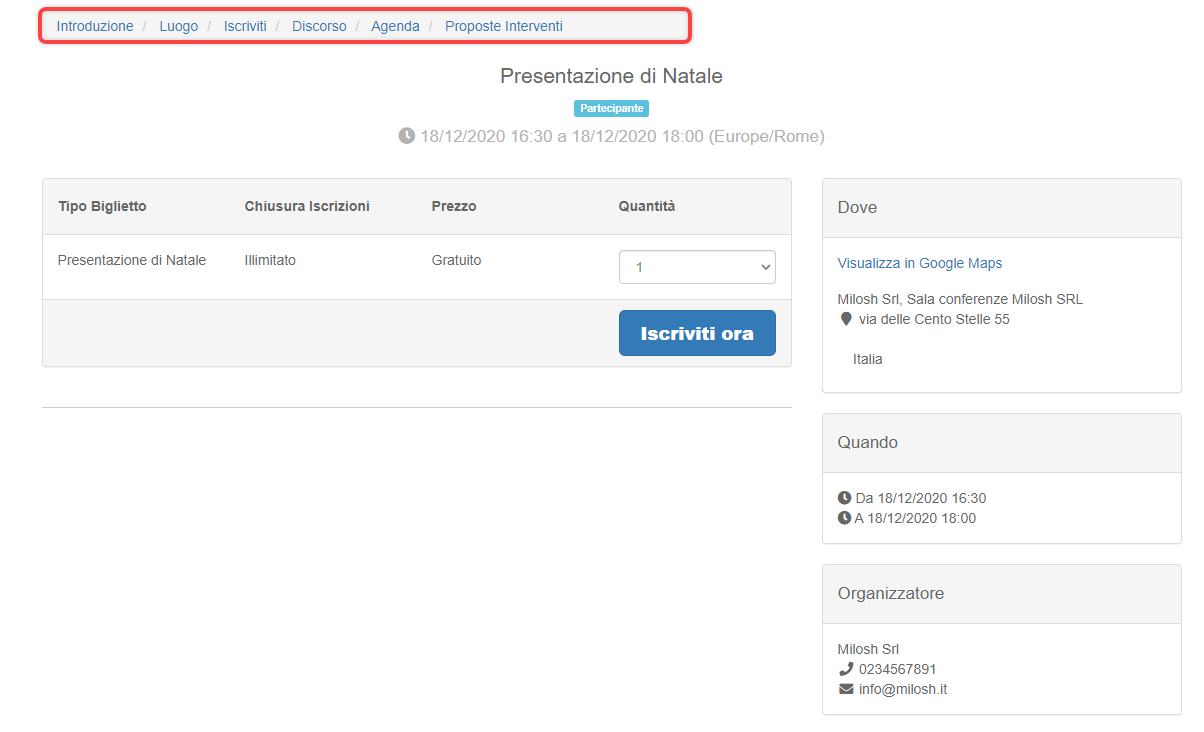 Introduzione / Luogo / Iscriviti / Discorso / Agenda / Proposte Interventi
Presentazione di Natale
Partecipante
18/12/2020 16:30 a 18/12/2020 18:00 (Europe/Rome)
Tipo Biglietto Chiusura Iscrizioni Prezzo Quantità
Presentazione di Natale Illimitato Gratuito 1
Iscriviti ora
Dove
Visualizza in Google Maps
Milosh Srl, Sala conferenze Milosh SRL
via delle Cento Stelle 55
Italia
Quando
Da 18/12/2020 16:30
A 18/12/2020 18:00
Organizzatore
Milosh Srl
0234567891
info@milosh.it